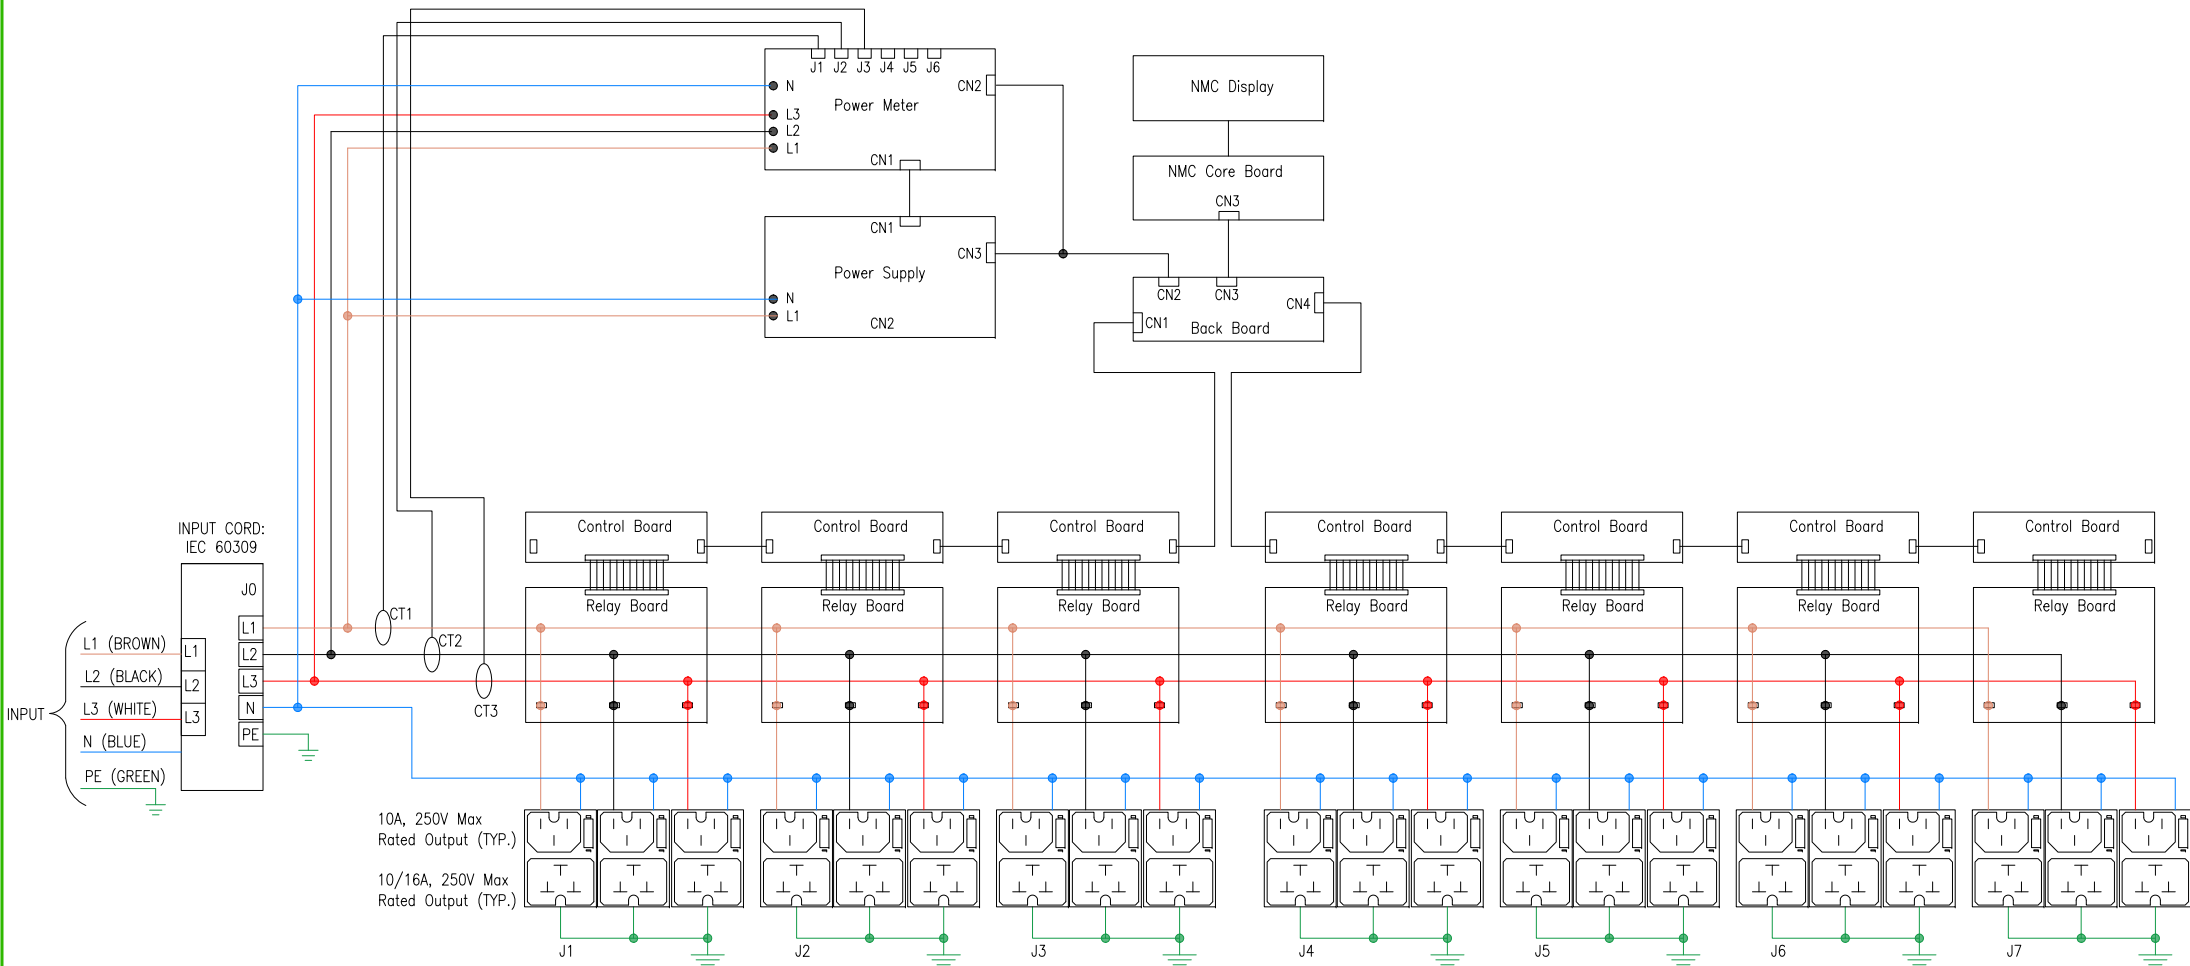 J1 J2 J3 J4 J5 J6
N
CN2
Power Meter
L3
L2
L1
CN1
NMC Display
NMC Core Board
CN3
CN1
CN3
Power Supply
N
L1
CN2
CN2
CN3
CN4
CN1
Back Board
INPUT CORD:
IEC 60309
J0
L1
L2
L3
N
PE
L1
L2
L3
INPUT
L1 (BROWN)
L2 (BLACK)
L3 (WHITE)
N (BLUE)
PE (GREEN)
CT1
CT2
CT3
Control Board
Control Board
Control Board
Control Board
Control Board
Control Board
Control Board
Relay Board
Relay Board
Relay Board
Relay Board
Relay Board
Relay Board
Relay Board
10A, 250V Max
Rated Output (TYP.)
10/16A, 250V Max
Rated Output (TYP.)
J1
J2
J3
J4
J5
J6
J7